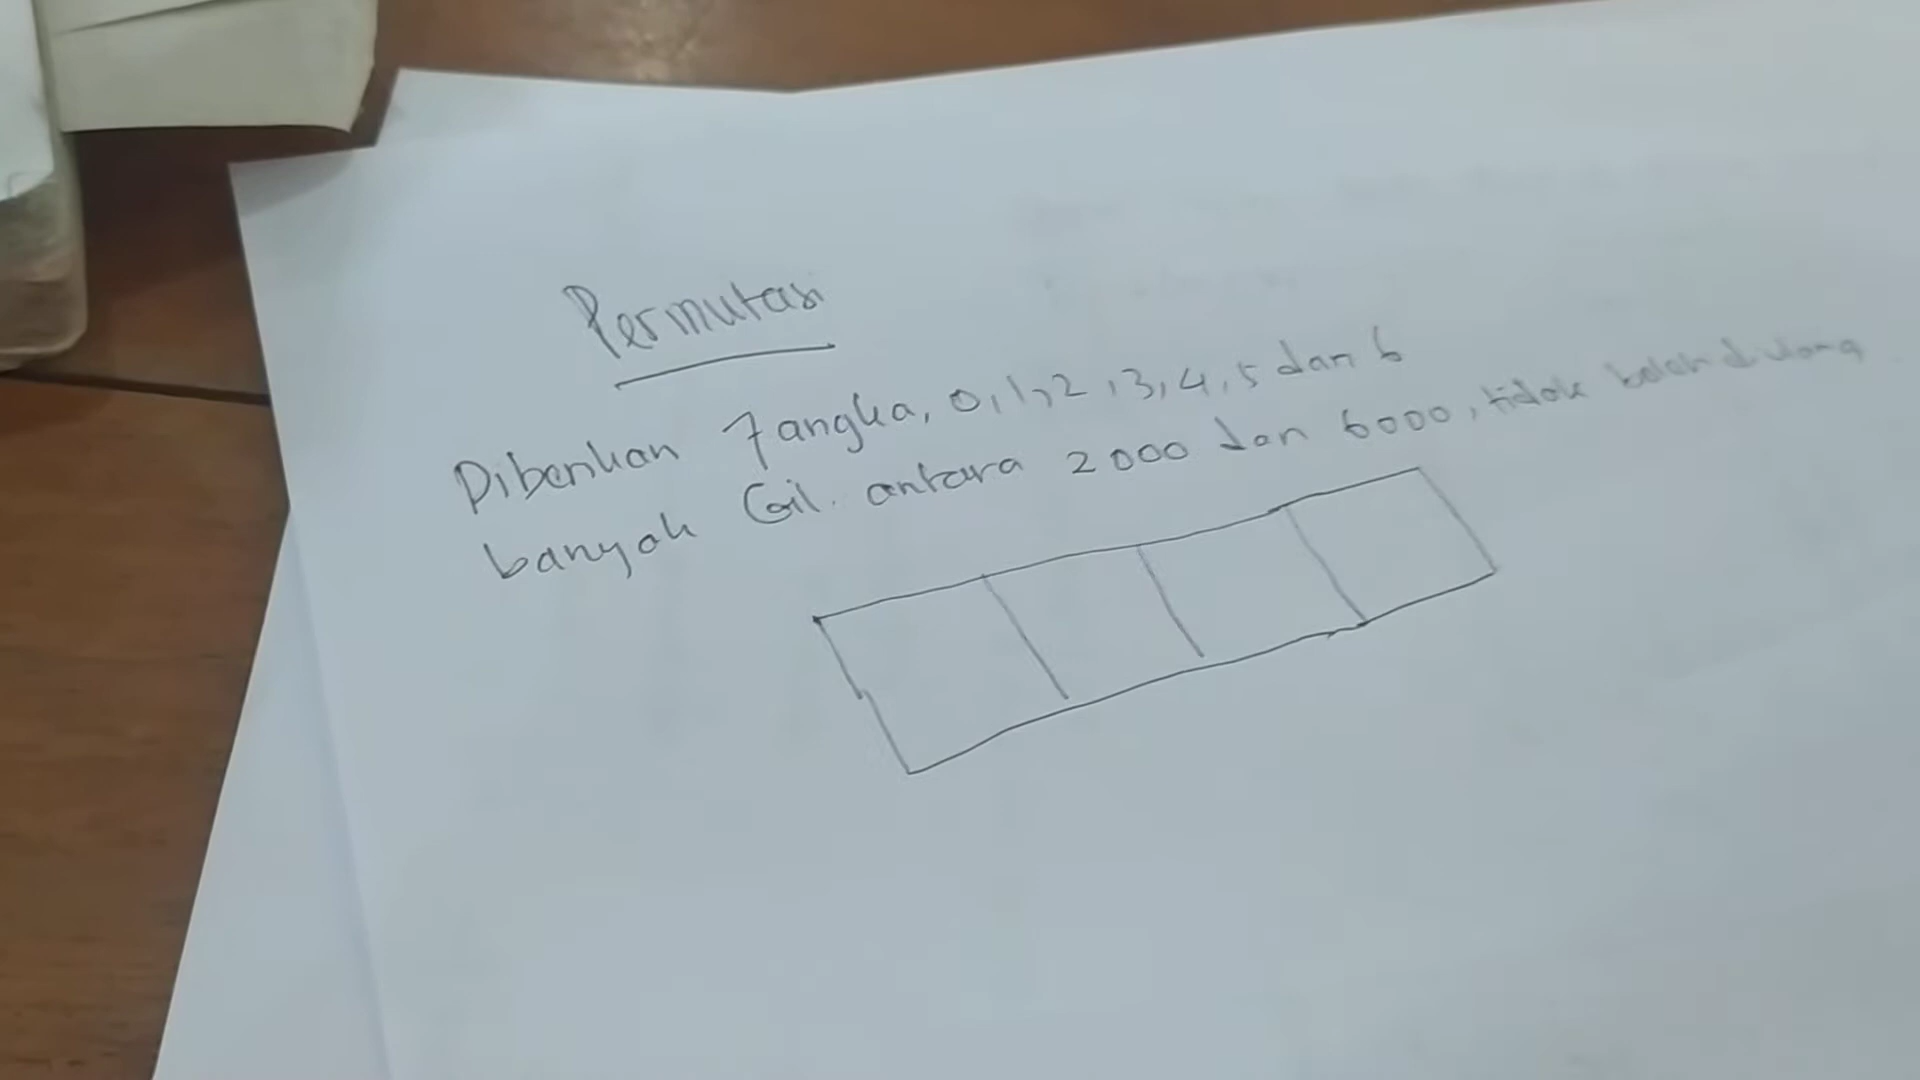 Permutasi
Diberikan 7 angka, 0, 1, 2, 3, 4, 5 dan 6
banyak Gil. antara 2000 dan 6000, tidak boleh diulang